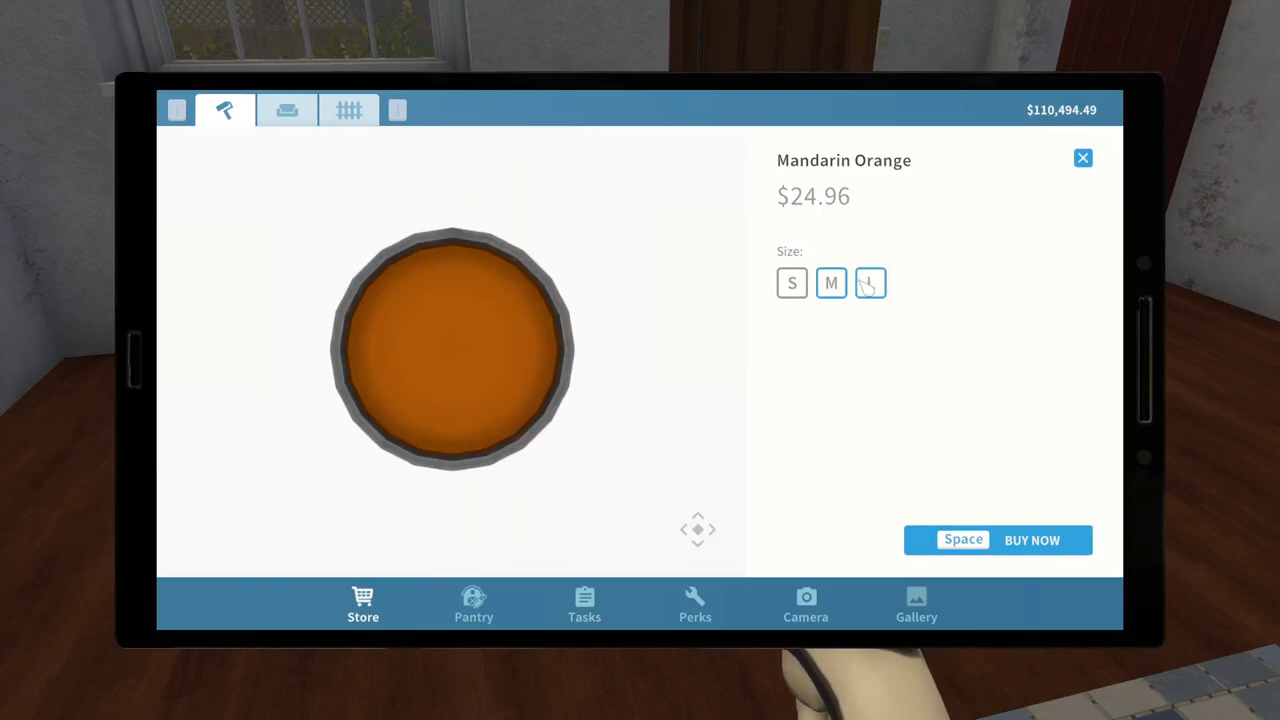 $110,494.49
Mandarin Orange
$24.96
Size:
S M
Space BUY NOW
Store Pantry Tasks Perks Camera Gallery